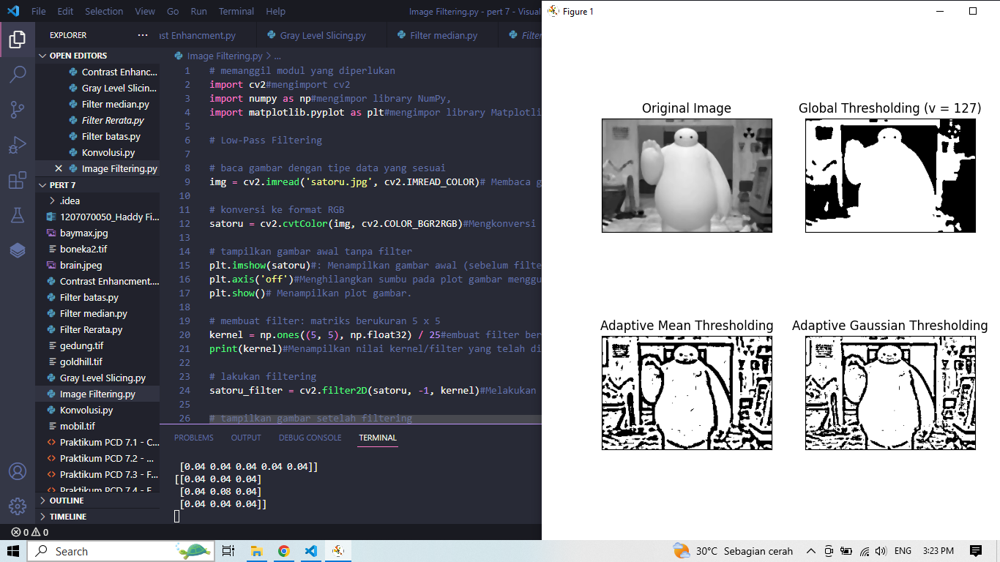 File Edit Selection View Go Run Terminal Help
Image Filtering.py - pert 7 - Visual
Figure 1
EXPLORER
ast Enhancment.py
Gray Level Slicing.py
Filter median.py
Filter
OPEN EDITORS
Contrast Enhanc...
Gray Level Slicin...
Filter median.py
Filter Rerata.py
Filter batas.py
Konvolusi.py
Image Filtering.py
PERT 7
.idea
1207070050_Haddy Fi...
baymax.jpg
boneka2.tif
brain.jpeg
Contrast Enhancment....
Filter batas.py
Filter median.py
Filter Rerata.py
gedung.tif
goldhill.tif
Gray Level Slicing.py
Image Filtering.py
Konvolusi.py
mobil.tif
Praktikum PCD 7.1 - C...
Praktikum PCD 7.2 - ...
Praktikum PCD 7.3 - F...
Praktikum PCD 7.4 - F
OUTLINE
TIMELINE
Image Filtering.py > ...
1 # memanggil modul yang diperlukan
2 import cv2#mengimport cv2
3 import numpy as np#mengimpor library NumPy,
4 import matplotlib.pyplot as plt#mengimpor library Matplotli
5
6 # Low-Pass Filtering
7
8 # baca gambar dengan tipe data yang sesuai
9 img = cv2.imread('satoru.jpg', cv2.IMREAD_COLOR)# Membaca g
10
11 # konversi ke format RGB
12 satoru = cv2.cvtColor(img, cv2.COLOR_BGR2RGB)#Mengkonversi
13
14 # tampilkan gambar awal tanpa filter
15 plt.imshow(satoru)#: Menampilkan gambar awal (sebelum filte
16 plt.axis('off')#Menghilangkan sumbu pada plot gambar menggu
17 plt.show()# Menampilkan plot gambar.
18
19 # membuat filter: matriks berukuran 5 x 5
20 kernel = np.ones((5, 5), np.float32) / 25#embuat filter ber
21 print(kernel)#Menampilkan nilai kernel/filter yang telah di
22
23 # lakukan filtering
24 satoru_filter = cv2.filter2D(satoru, -1, kernel)#Melakukan
25
26 # tampilkan gambar setelah filtering
PROBLEMS OUTPUT DEBUG CONSOLE TERMINAL
[0.04 0.04 0.04 0.04 0.04]]
[[0.04 0.04 0.04]
[0.04 0.08 0.04]
[0.04 0.04 0.04]]
Original Image
Global Thresholding (v = 127)
Adaptive Mean Thresholding
Adaptive Gaussian Thresholding
0 0
Search
30°C Sebagian cerah
ENG
3:23 PM